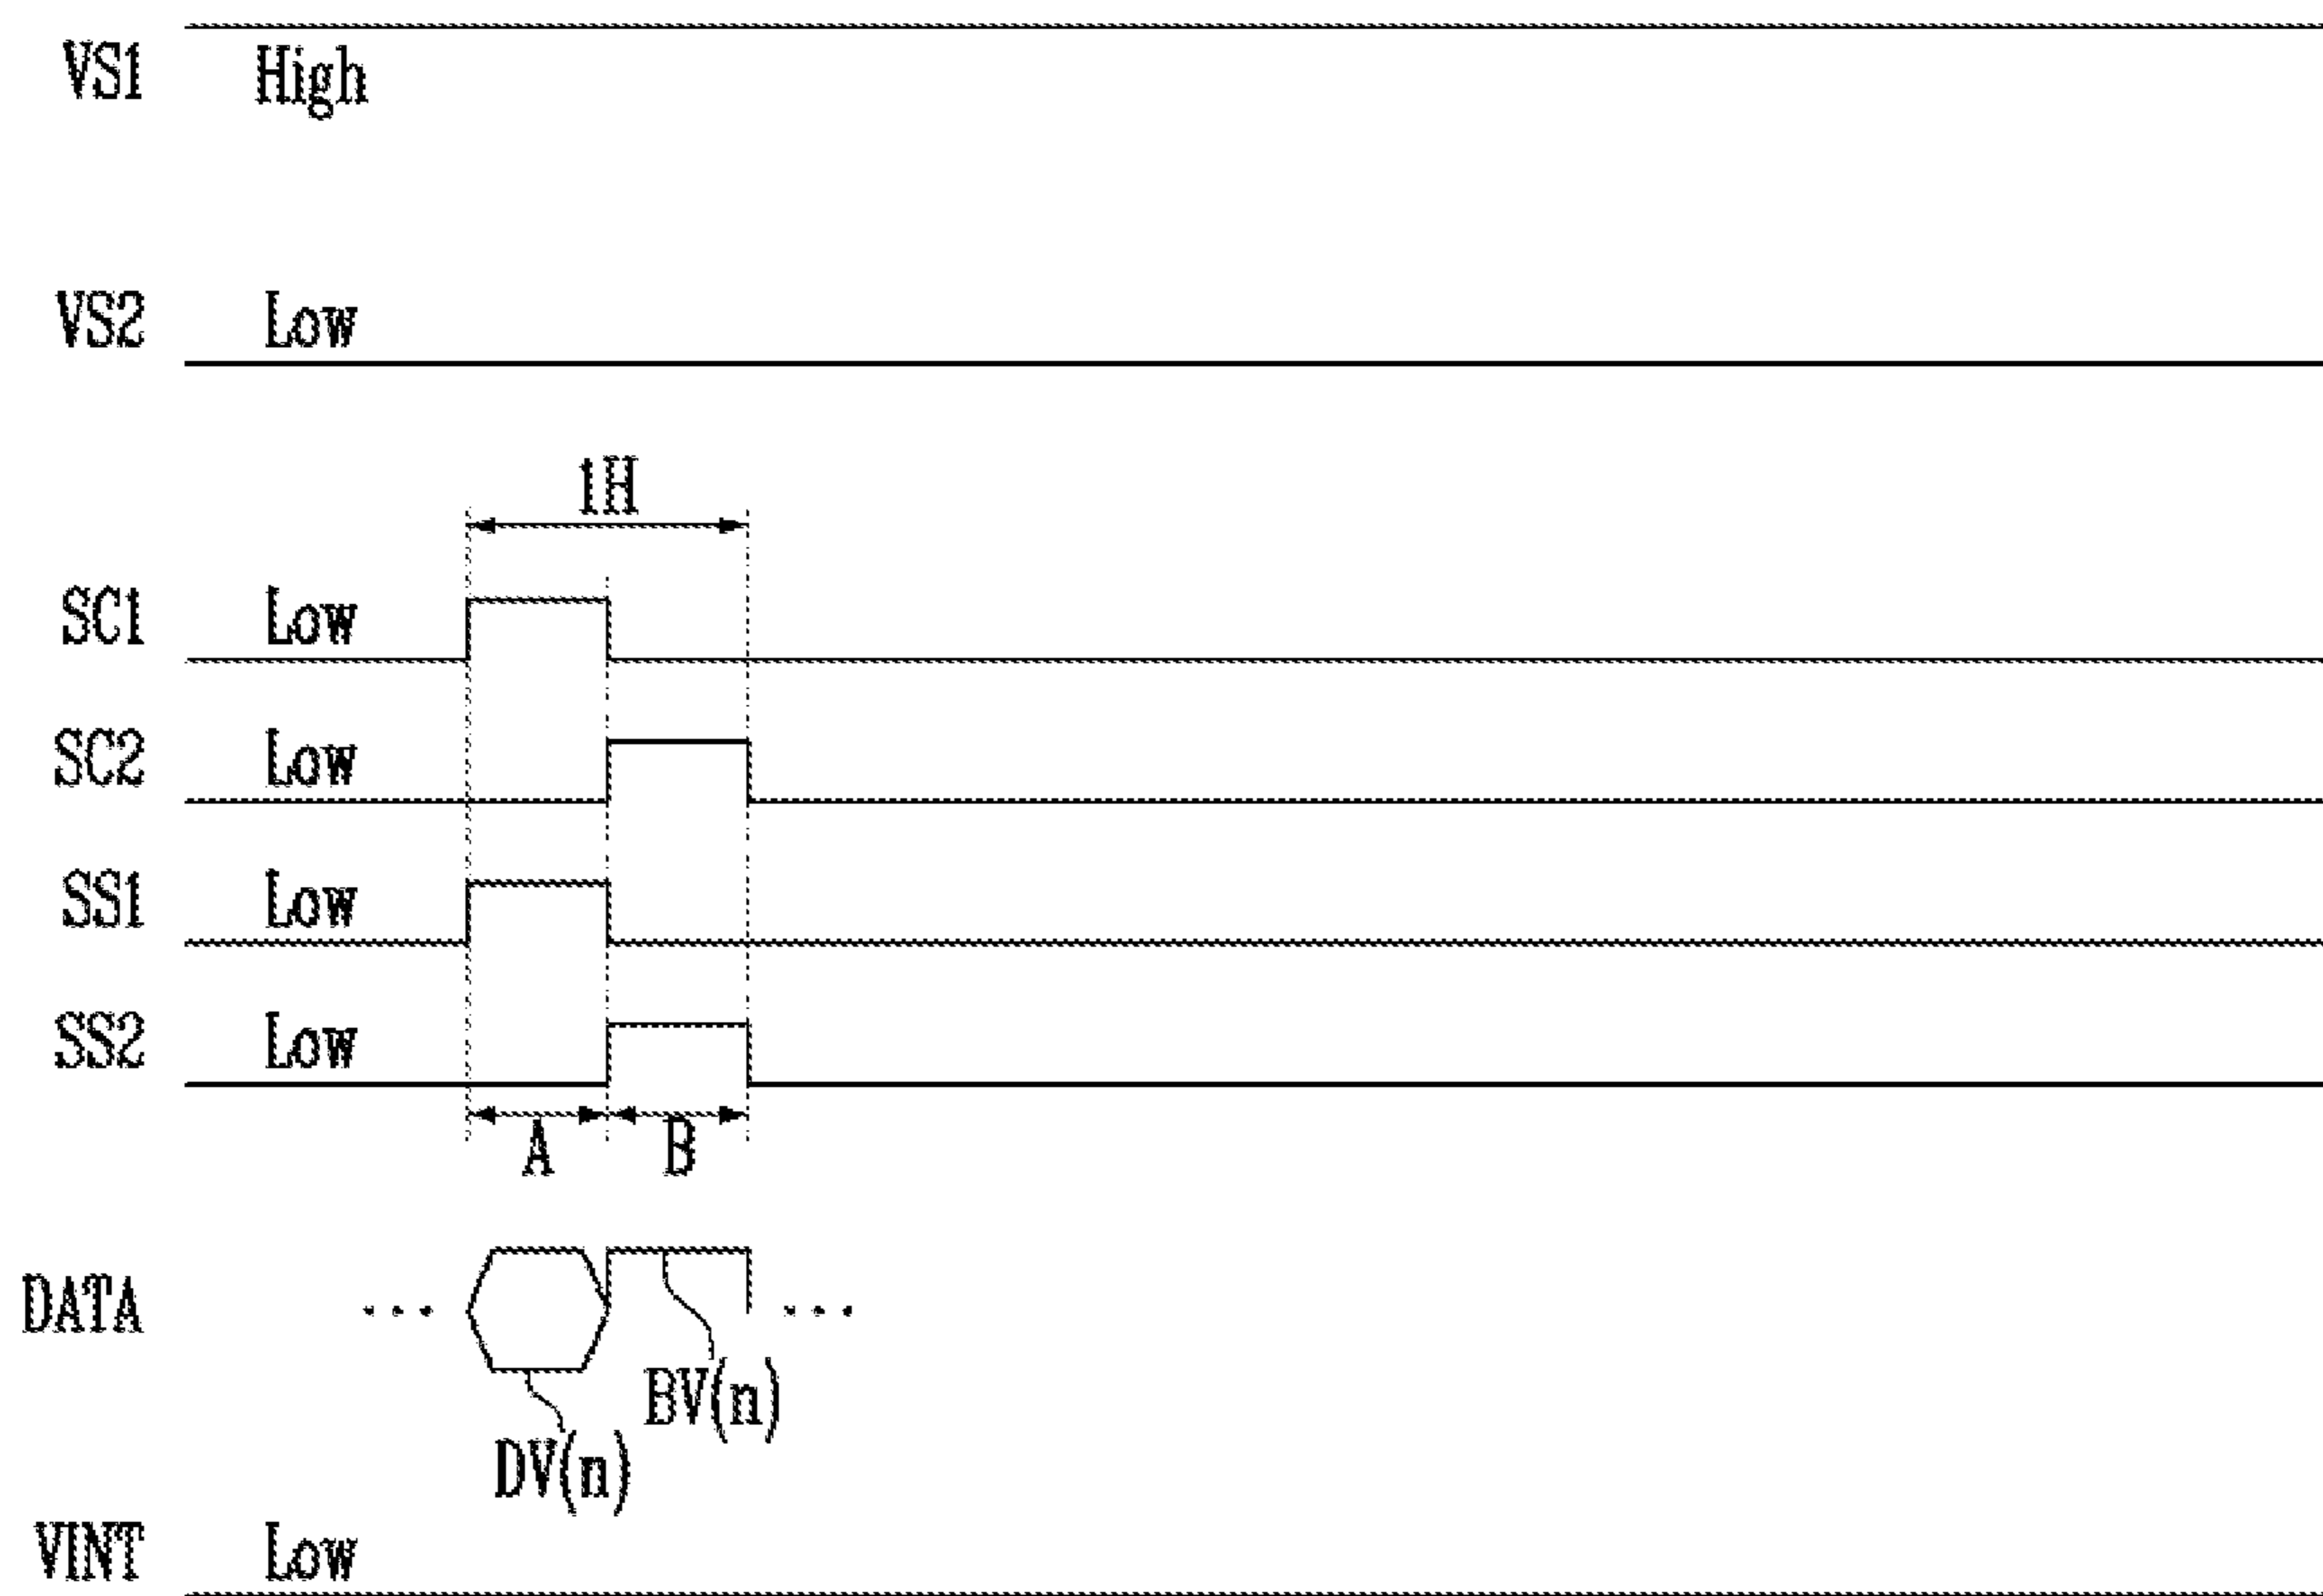 VS1 High
VS2 Low
1H
SC1 Low
SC2 Low
SS1 Low
SS2 Low
A B
DATA ... ...
BV(n)
DV(n)
VINT Low